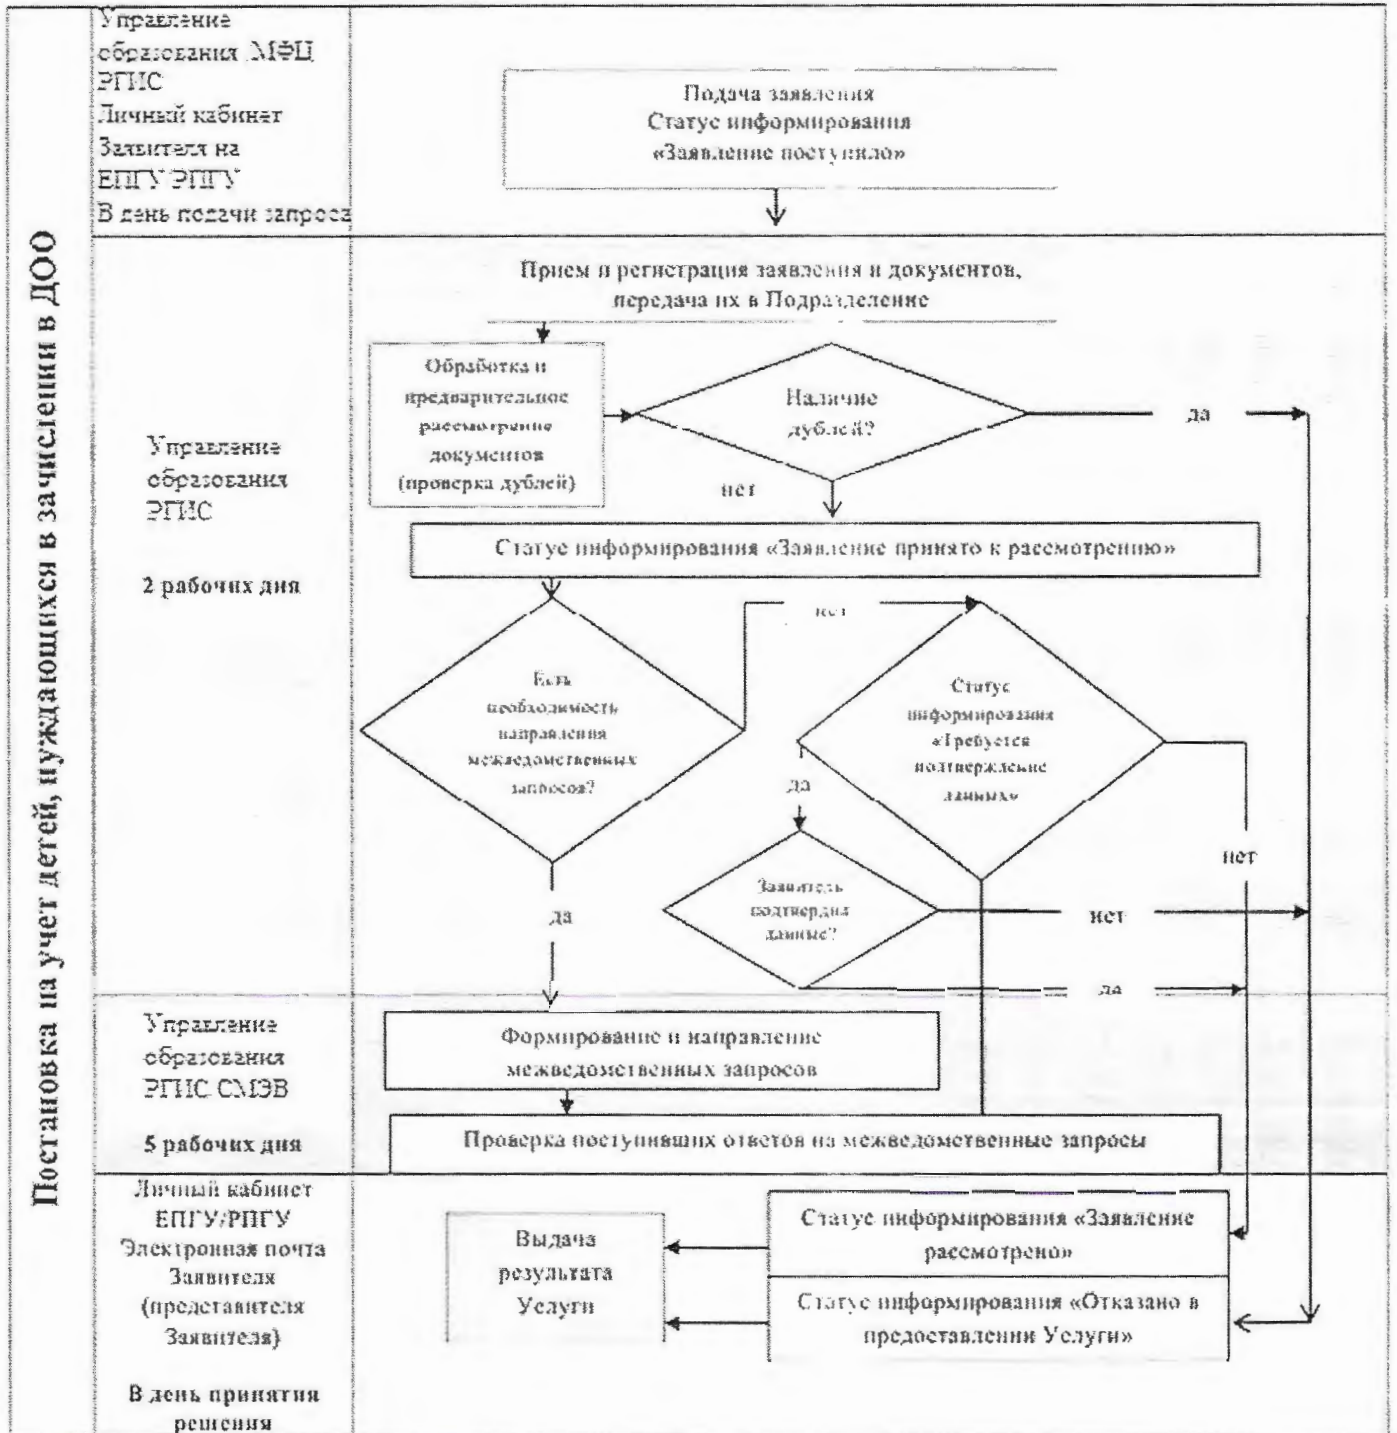 Постановка на учет детей, нуждающихся в зачислении в ДОО
Управление
образования МФЦ
РГИС
Личный кабинет
Заявителя на
ЕПГУ РПГУ
В день подачи запроса
Подача заявления
Статус информирования
«Заявление поступило»
Управление
образования
РГИС
2 рабочих дня
Прием и регистрация заявления и документов,
передача их в Подразделение
Обработка и
предварительное
рассмотрение
документов
(проверка дублей)
Наличие
дублей?
да
нет
Статус информирования «Заявление принято к рассмотрению»
нет
Есть
необходимость
направления
межведомственных
запросов?
Статус
информирования
«Требуется
подтверждение
данных»
да
нет
Заявитель
подтвердил
данные?
да
нет
да
Управление
образования
РГИС СМЭВ
5 рабочих дня
Формирование и направление
межведомственных запросов
Проверка поступивших ответов на межведомственные запросы
Личный кабинет
ЕПГУ/РПГУ
Электронная почта
Заявителя
(представителя
Заявителя)
В день принятия
решения
Выдача
результата
Услуги
Статус информирования «Заявление
рассмотрено»
Статус информирования «Отказано в
предоставлении Услуги»